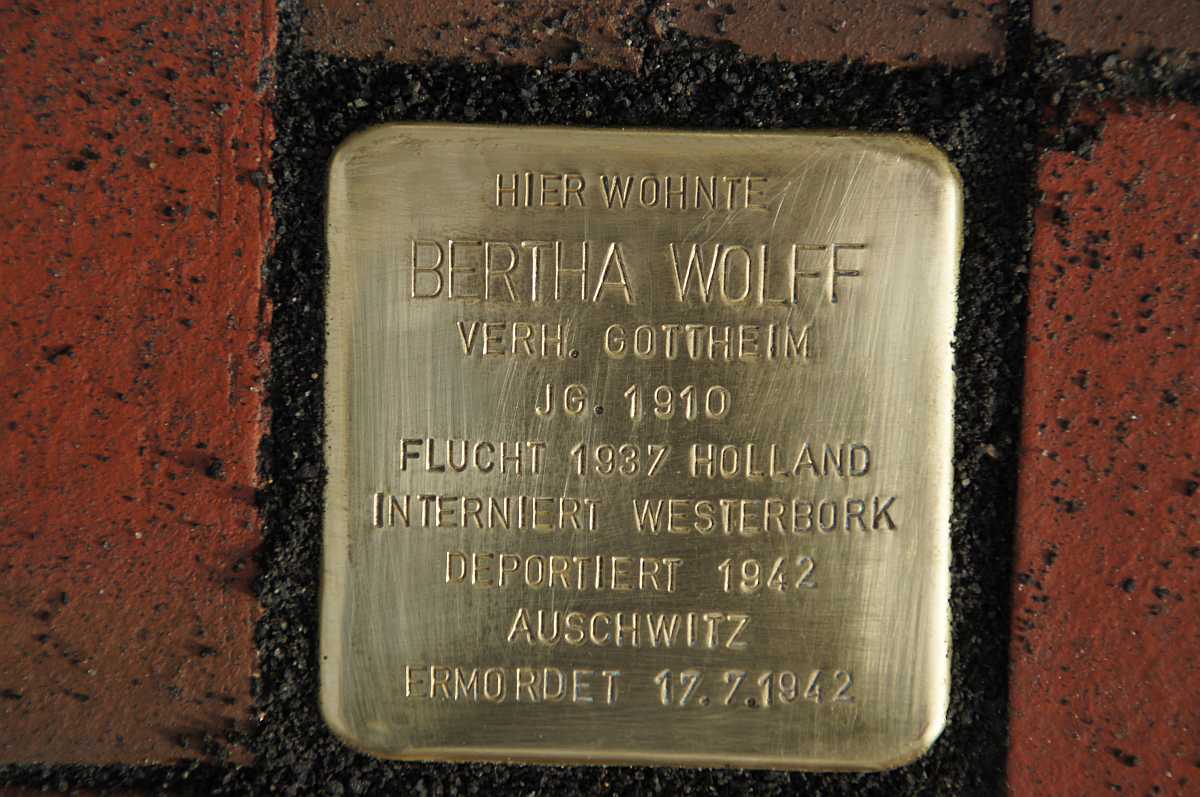 HIER WOHNTE
BERTHA WOLFF
VERH. GOTTHEIM
JG. 1910
FLUCHT 1937 HOLLAND
INTERNIERT WESTERBORK
DEPORTIERT 1942
AUSCHWITZ
ERMORDET 17.7.1942